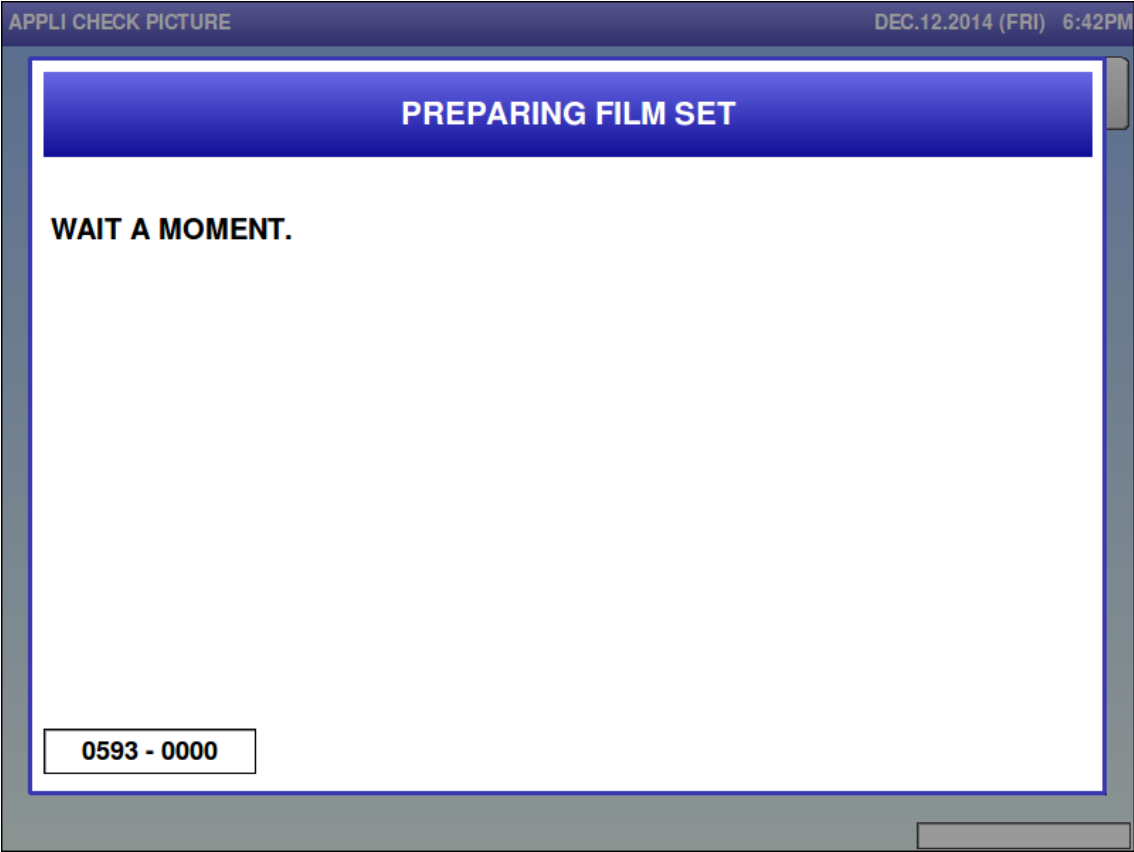 APPLI CHECK PICTURE DEC.12.2014 (FRI) 6:42PM
PREPARING FILM SET
WAIT A MOMENT.
0593 - 0000